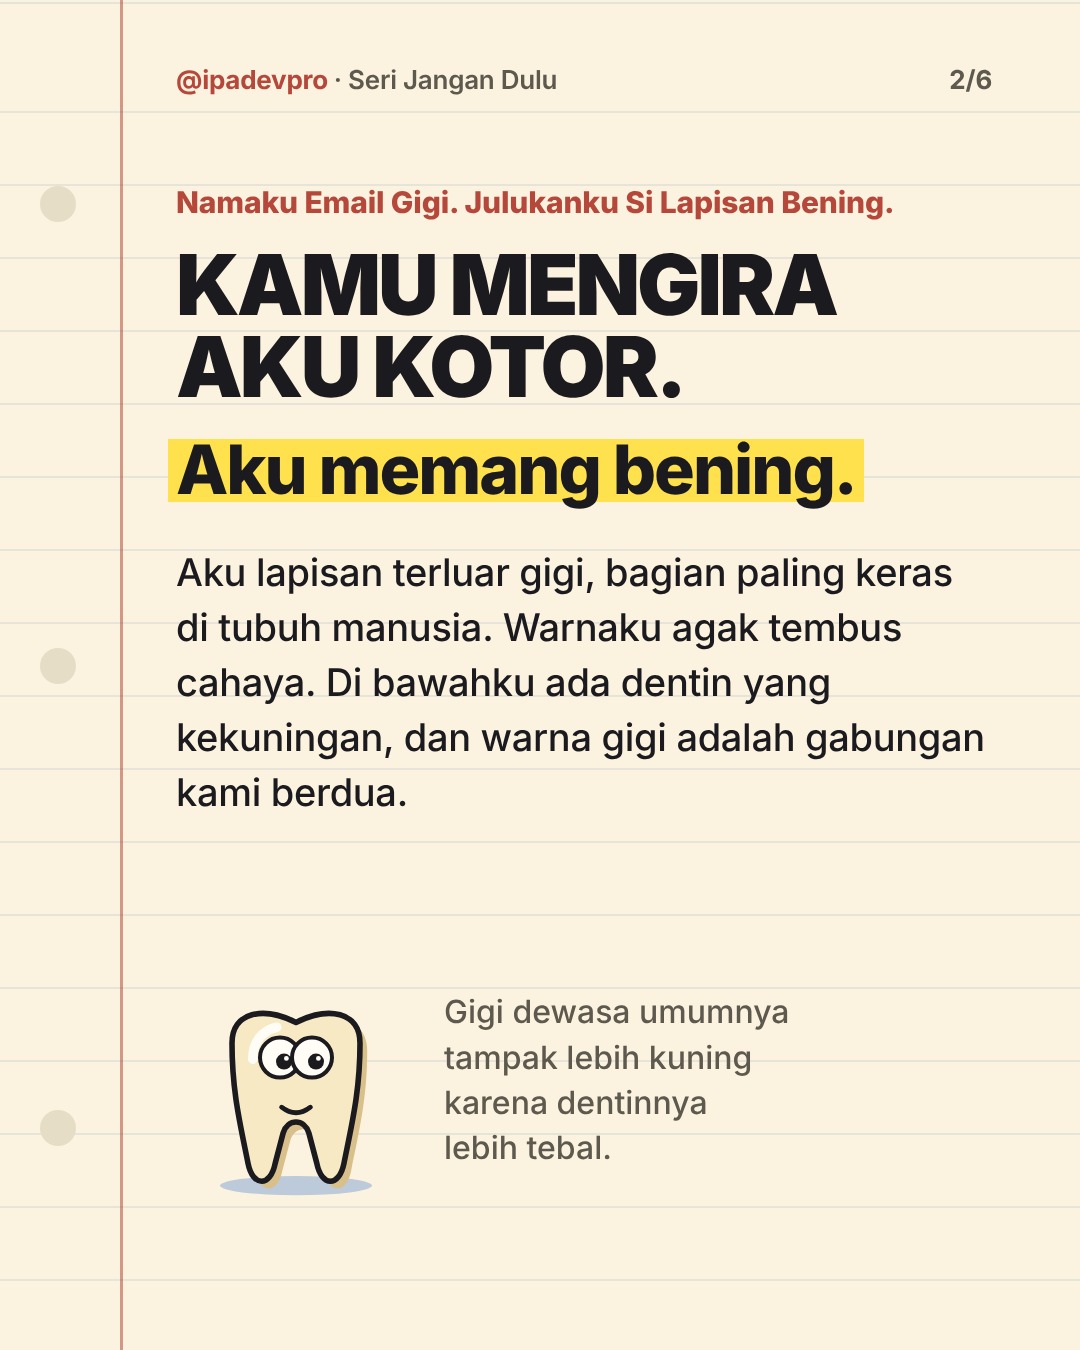 @ipadevpro · Seri Jangan Dulu
2/6
Namaku Email Gigi. Julukanku Si Lapisan Bening.
KAMU MENGIRA
AKU KOTOR.
Aku memang bening.
Aku lapisan terluar gigi, bagian paling keras
di tubuh manusia. Warnaku agak tembus
cahaya. Di bawahku ada dentin yang
kekuningan, dan warna gigi adalah gabungan
kami berdua.
Gigi dewasa umumnya
tampak lebih kuning
karena dentinnya
lebih tebal.